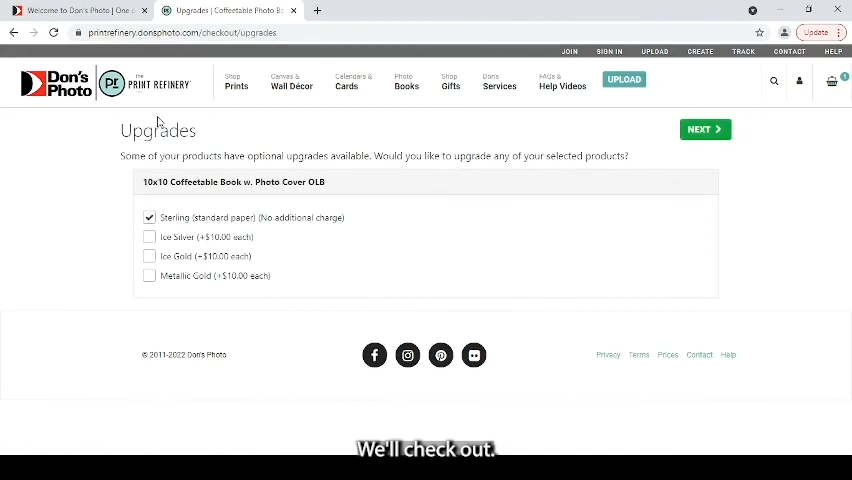 Welcome to Don's Photo | One s
Upgrades | Coffeetable Photo Bo
printrefinery.donsphoto.com/checkout/upgrades
Update
JOIN SIGN IN UPLOAD CREATE TRACK CONTACT HELP
Don's Photo
Pr the PRINT REFINERY
Shop Prints
Canvas & Wall Décor
Calendars & Cards
Photo Books
Shop Gifts
Don's Services
FAQs & Help Videos
UPLOAD
1
Upgrades
NEXT
Some of your products have optional upgrades available. Would you like to upgrade any of your selected products?
10x10 Coffeetable Book w. Photo Cover OLB
Sterling (standard paper) (No additional charge)
Ice Silver (+$10.00 each)
Ice Gold (+$10.00 each)
Metallic Gold (+$10.00 each)
© 2011-2022 Don's Photo
Privacy Terms Prices Contact Help
We'll check out.